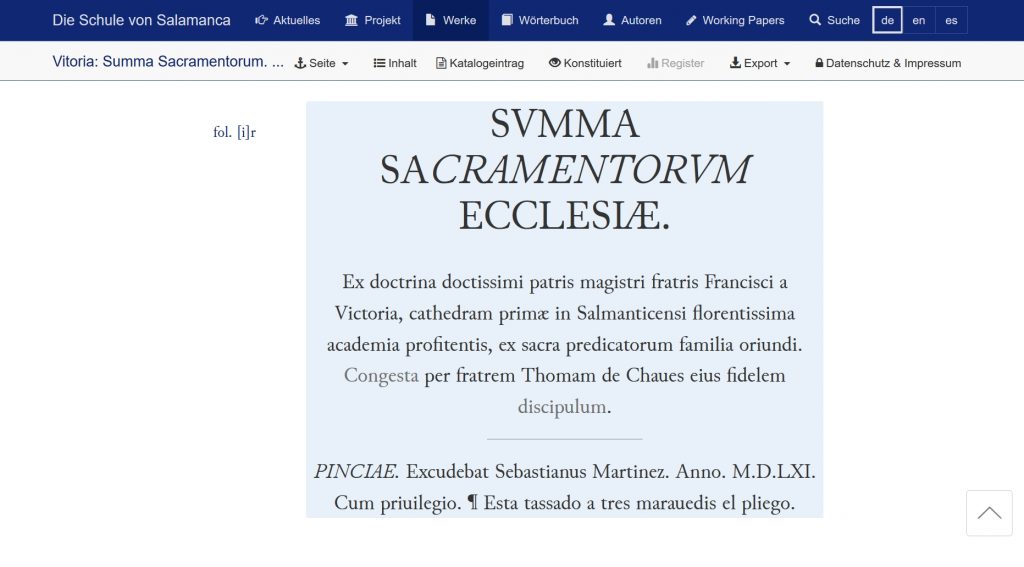 Die Schule von Salamanca Aktuelles Projekt Werke Wörterbuch Autoren Working Papers Suche de en es
Vitoria: Summa Sacramentorum. ... Seite Inhalt Katalogeintrag Konstituiert Register Export Datenschutz & Impressum
fol. [i]r
SVMMA
SACRAMENTORVM
ECCLESIÆ.
Ex doctrina doctissimi patris magistri fratris Francisci a
Victoria, cathedram primæ in Salmanticensi florentissima
academia profitentis, ex sacra predicatorum familia oriundi.
Congesta per fratrem Thomam de Chaues eius fidelem
discipulum.
PINCIAE. Excudebat Sebastianus Martinez. Anno. M.D.LXI.
Cum priuilegio. ¶ Esta tassado a tres marauedis el pliego.